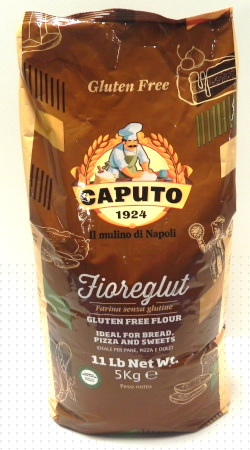 Gluten Free
CAPUTO
1924
Il mulino di Napoli
Fioreglut
Farina senza glutine
GLUTEN FREE FLOUR
IDEAL FOR BREAD,
PIZZA AND SWEETS
IDEALE PER PANE, PIZZA E DOLCI
11 Lb Net Wt.
5Kg e
Peso netto